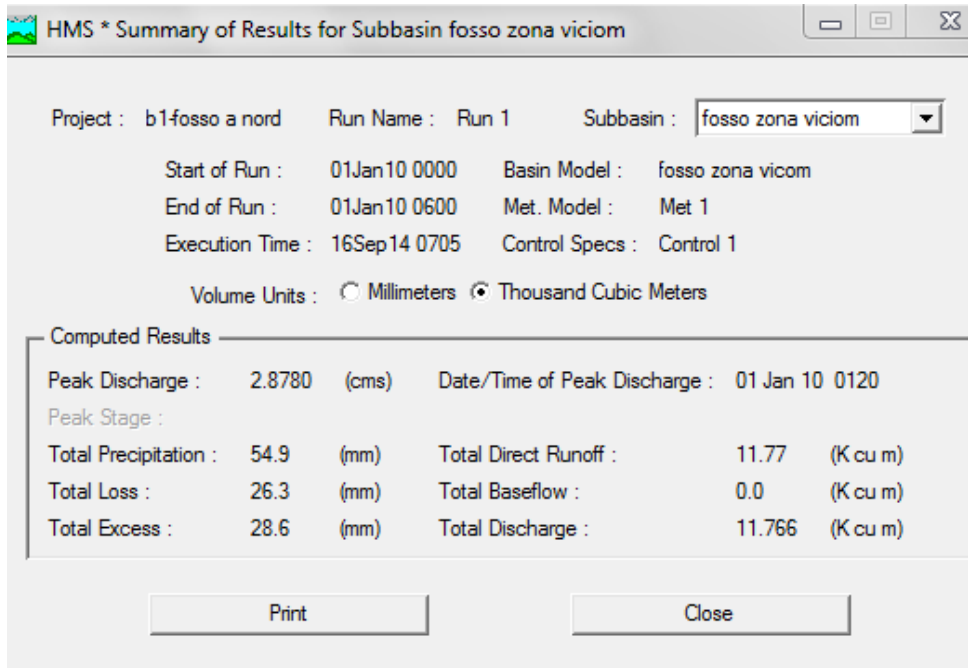 HMS * Summary of Results for Subbasin fosso zona viciom
Project : b1-fosso a nord Run Name : Run 1 Subbasin : fosso zona viciom
Start of Run : 01Jan10 0000 Basin Model : fosso zona vicom
End of Run : 01Jan10 0600 Met. Model : Met 1
Execution Time : 16Sep14 0705 Control Specs : Control 1
Volume Units : Millimeters Thousand Cubic Meters
Computed Results
Peak Discharge : 2.8780 (cms) Date/Time of Peak Discharge : 01 Jan 10 0120
Peak Stage :
Total Precipitation : 54.9 (mm) Total Direct Runoff : 11.77 (K cu m)
Total Loss : 26.3 (mm) Total Baseflow : 0.0 (K cu m)
Total Excess : 28.6 (mm) Total Discharge : 11.766 (K cu m)
Print Close